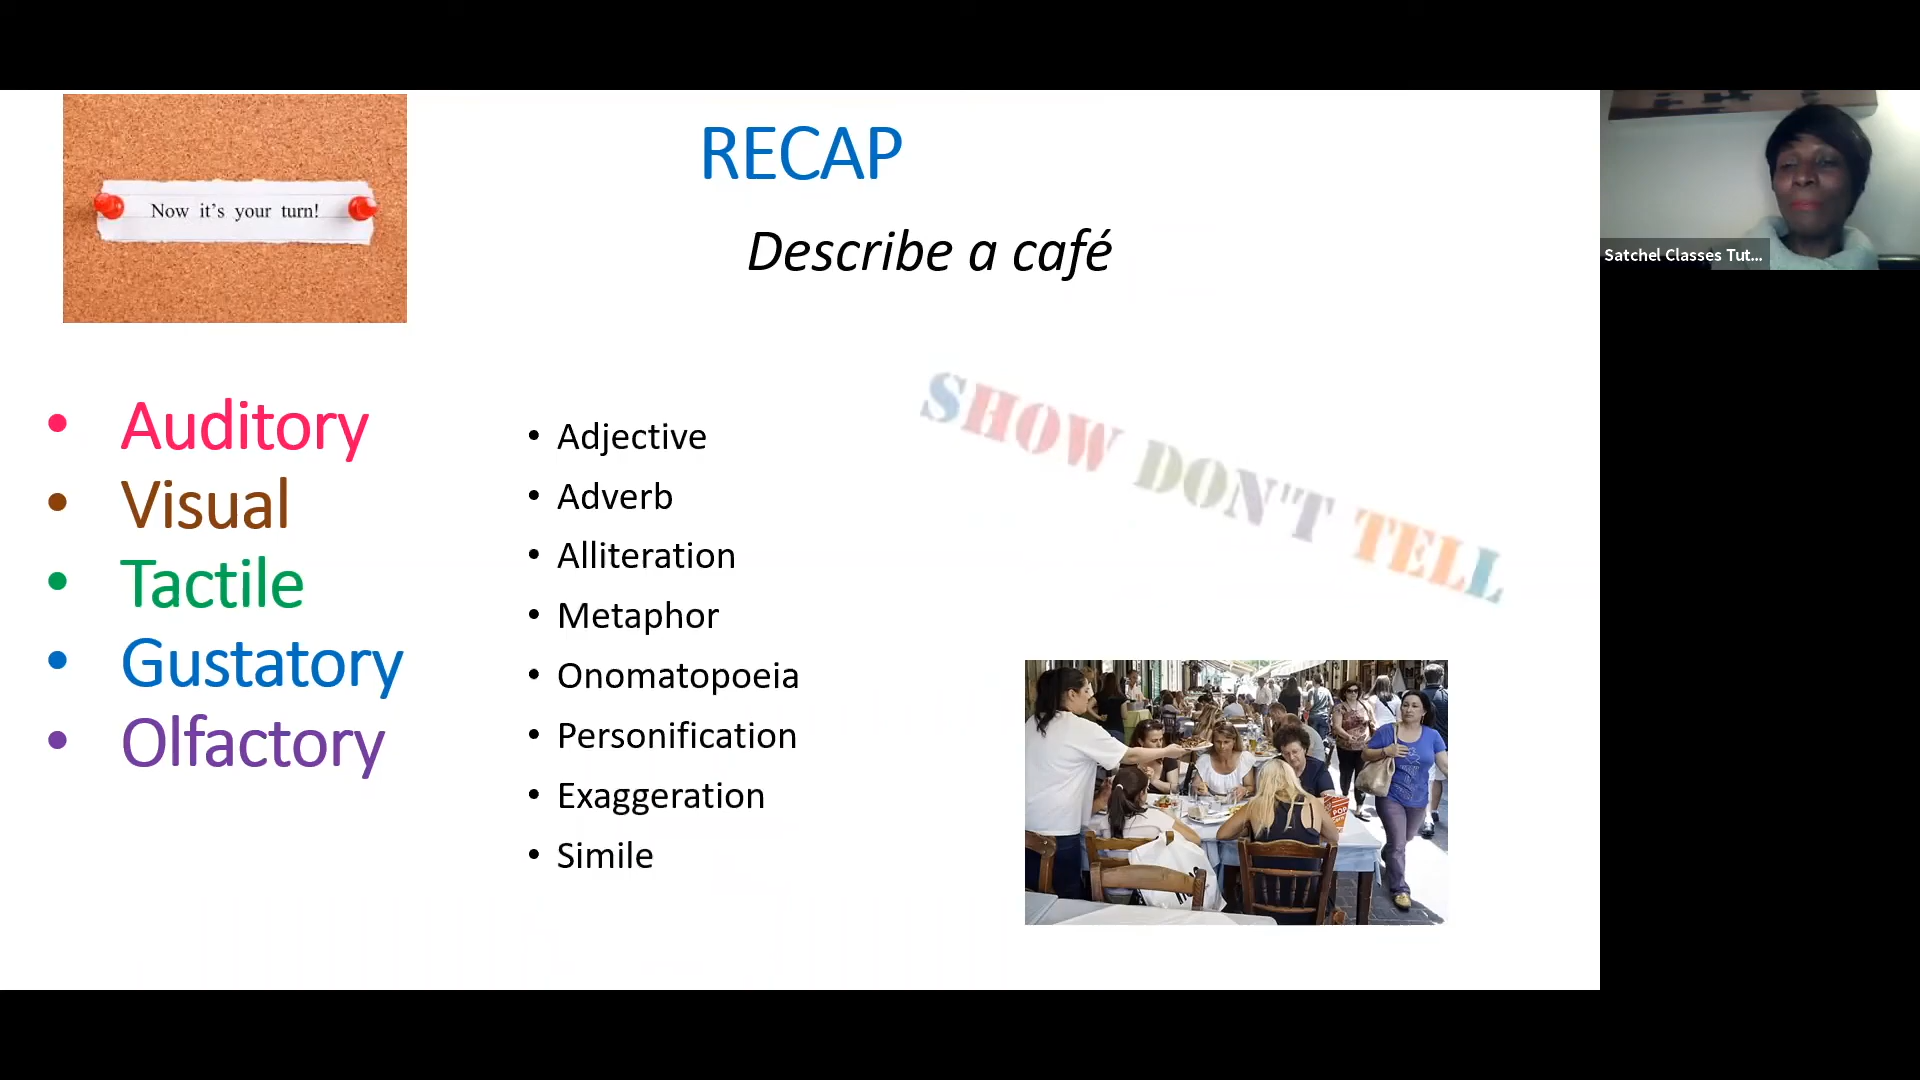 Now it's your turn!
RECAP
Describe a café
Auditory
Visual
Tactile
Gustatory
Olfactory
Adjective
Adverb
Alliteration
Metaphor
Onomatopoeia
Personification
Exaggeration
Simile
SHOW DON"T TELL
POP
Satchel Classes Tut...